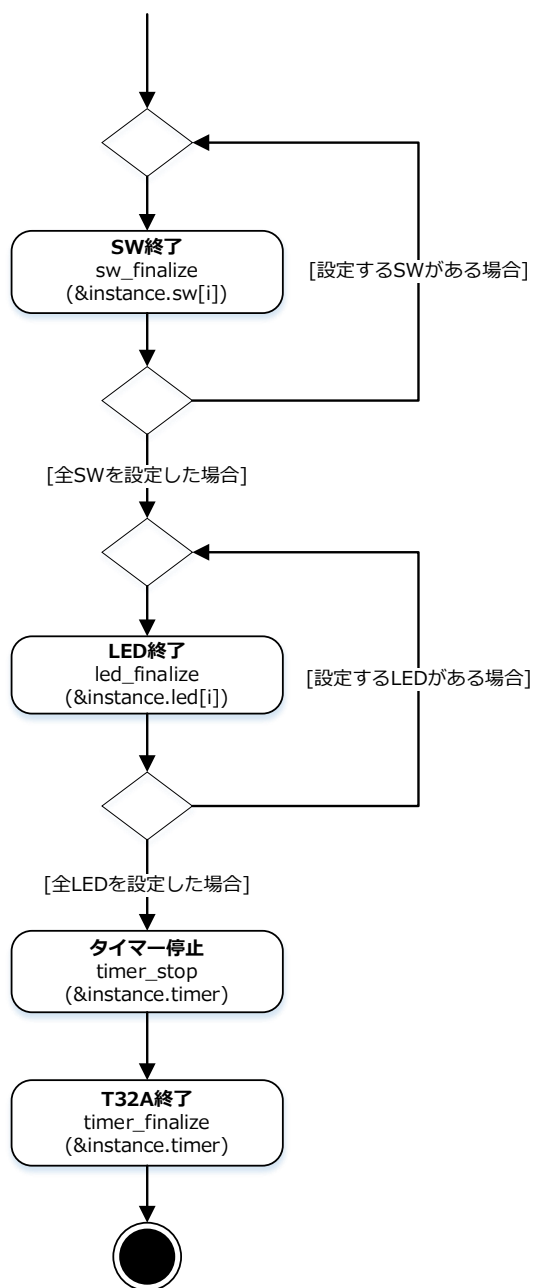 SW終了
sw_finalize
(&instance.sw[i])
[設定するSWがある場合]
[全SWを設定した場合]
LED終了
led_finalize
(&instance.led[i])
[設定するLEDがある場合]
[全LEDを設定した場合]
タイマー停止
timer_stop
(&instance.timer)
T32A終了
timer_finalize
(&instance.timer)